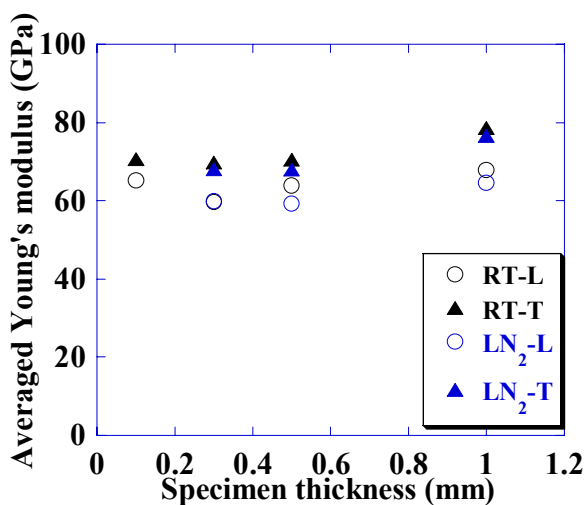 Averaged Young's modulus (GPa)
100
80
60
40
20
0
0 0.2 0.4 0.6 0.8 1 1.2
Specimen thickness (mm)
RT-L
RT-T
LN₂-L
LN₂-T